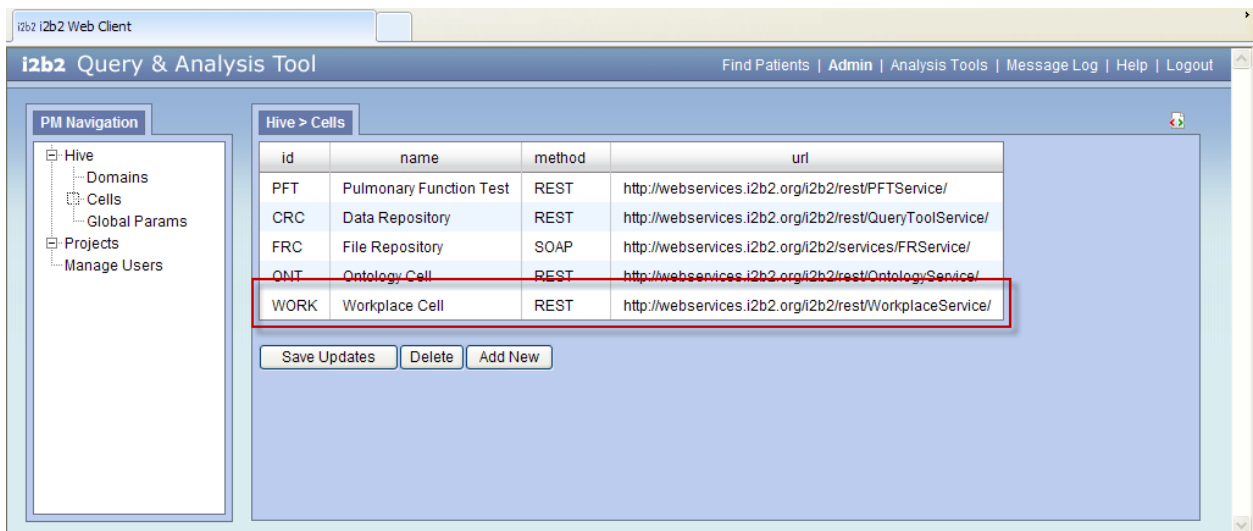 i2b2 i2b2 Web Client
i2b2 Query & Analysis Tool
Find Patients | Admin | Analysis Tools | Message Log | Help | Logout
PM Navigation
Hive
Domains
Cells
Global Params
Projects
Manage Users
Hive > Cells
id name method url
PFT Pulmonary Function Test REST http://webservices.i2b2.org/i2b2/rest/PFTService/
CRC Data Repository REST http://webservices.i2b2.org/i2b2/rest/QueryToolService/
FRC File Repository SOAP http://webservices.i2b2.org/i2b2/services/FRService/
ONT Ontology Cell REST http://webservices.i2b2.org/i2b2/rest/OntologyService/
WORK Workplace Cell REST http://webservices.i2b2.org/i2b2/rest/WorkplaceService/
Save Updates Delete Add New